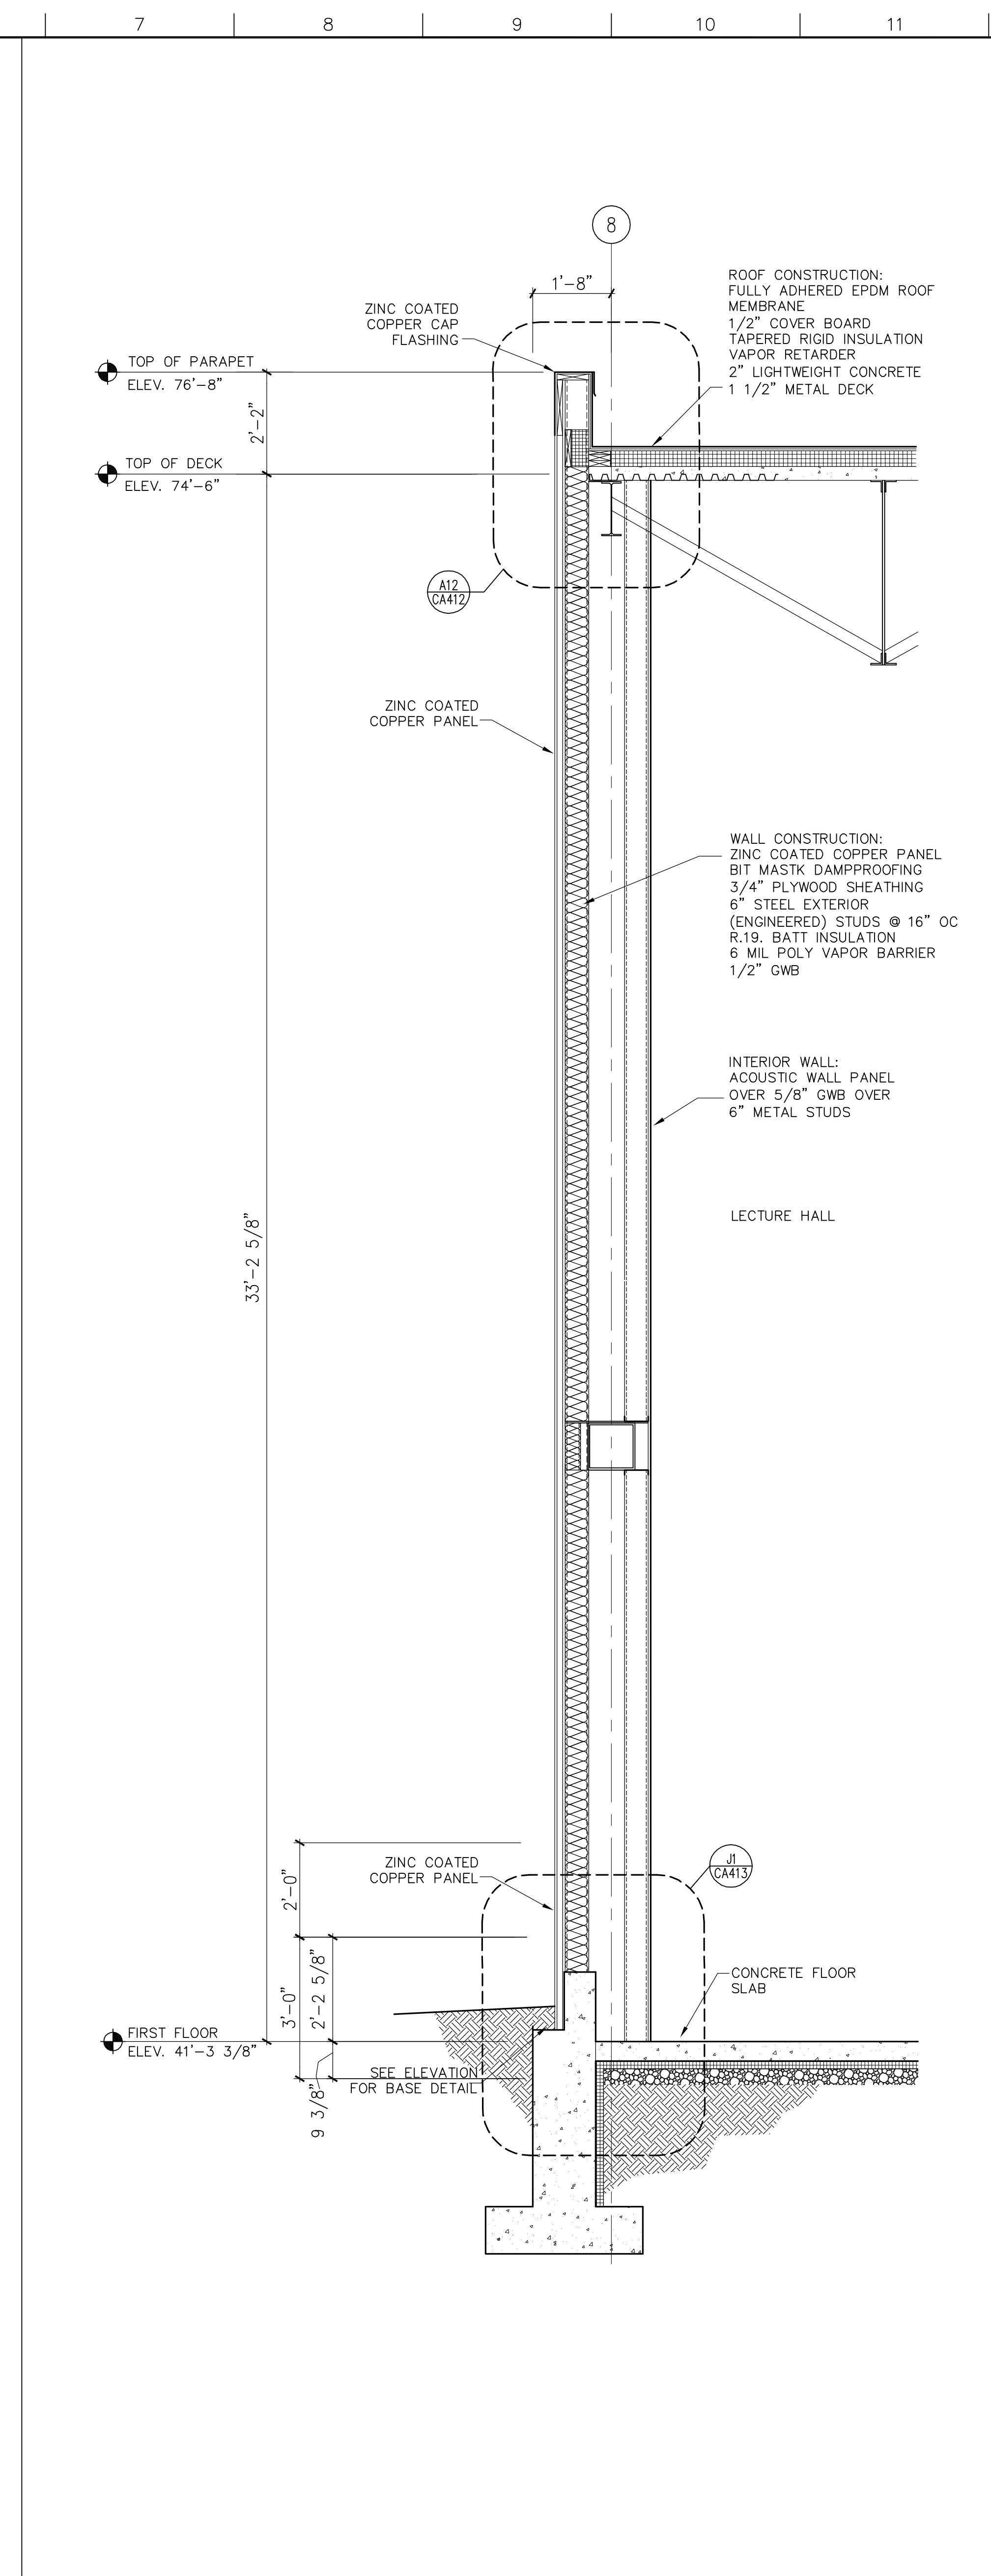 7 8 9 10 11
8
1'-8"
ZINC COATED
COPPER CAP
FLASHING
ROOF CONSTRUCTION:
FULLY ADHERED EPDM ROOF
MEMBRANE
1/2" COVER BOARD
TAPERED RIGID INSULATION
VAPOR RETARDER
2" LIGHTWEIGHT CONCRETE
1 1/2" METAL DECK
TOP OF PARAPET
ELEV. 76'-8"
2'-2"
TOP OF DECK
ELEV. 74'-6"
A12
CA412
ZINC COATED
COPPER PANEL
WALL CONSTRUCTION:
ZINC COATED COPPER PANEL
BIT MASTK DAMPPROOFING
3/4" PLYWOOD SHEATHING
6" STEEL EXTERIOR
(ENGINEERED) STUDS @ 16" OC
R.19. BATT INSULATION
6 MIL POLY VAPOR BARRIER
1/2" GWB
INTERIOR WALL:
ACOUSTIC WALL PANEL
OVER 5/8" GWB OVER
6" METAL STUDS
LECTURE HALL
33'-2 5/8"
J1
CA413
ZINC COATED
COPPER PANEL
2'-0"
3'-0"
2'-2 5/8"
CONCRETE FLOOR
SLAB
FIRST FLOOR
ELEV. 41'-3 3/8"
SEE ELEVATION
FOR BASE DETAIL
9 3/8"